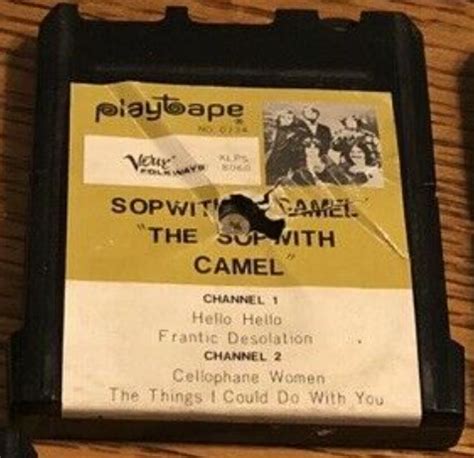 playtape ®
NO. 0734
Verve
FOLKWAYS
KLPS
SOPWITH CAMEL
"THE SOPWITH
CAMEL"
CHANNEL 1
Hello Hello
Frantic Desolation
CHANNEL 2
Cellophane Women
The Things I Could Do With You